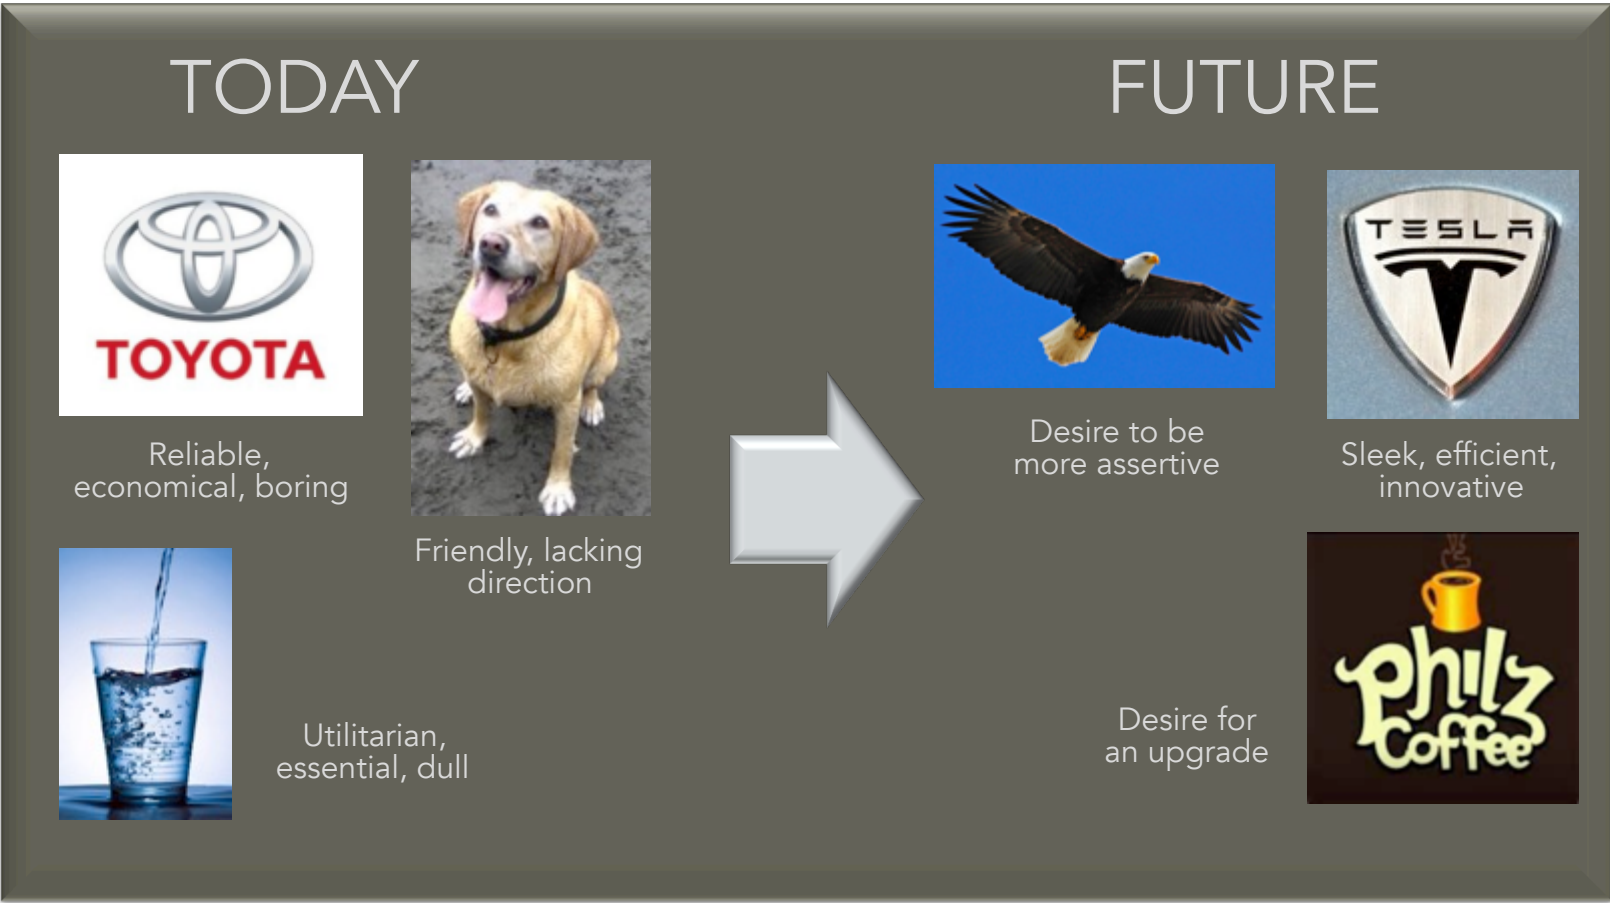 TODAY
FUTURE
TOYOTA
Reliable,
economical, boring
Friendly, lacking
direction
Utilitarian,
essential, dull
Desire to be
more assertive
TESLA
Sleek, efficient,
innovative
Desire for
an upgrade
Philz
Coffee